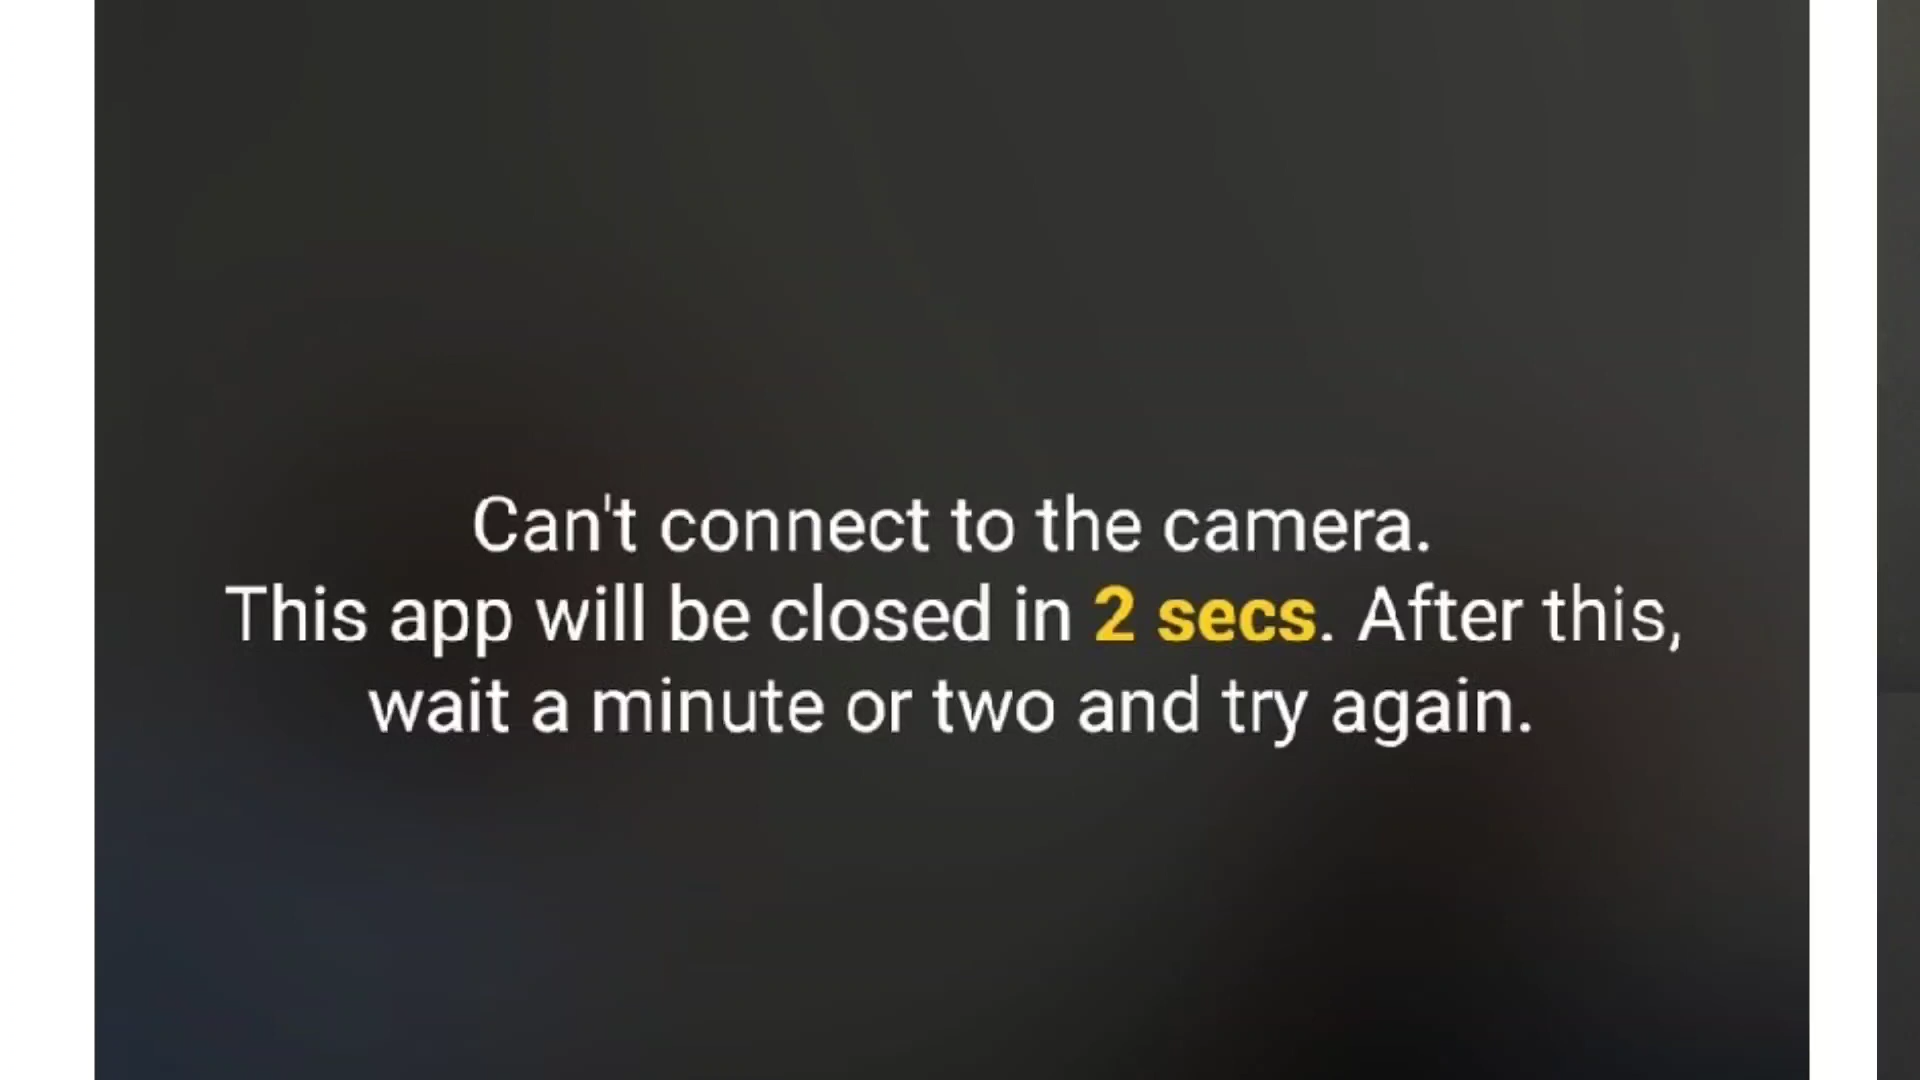 Can't connect to the camera.
This app will be closed in 2 secs. After this,
wait a minute or two and try again.